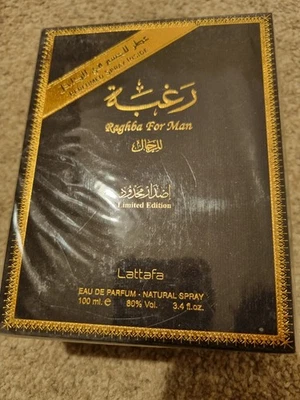 رغبة
Raghba For Man
للرجال
إصدار محدود
Limited Edition
Lattafa
EAU DE PARFUM - NATURAL SPRAY
100 ml. e 80% Vol. 3.4 fl.oz.